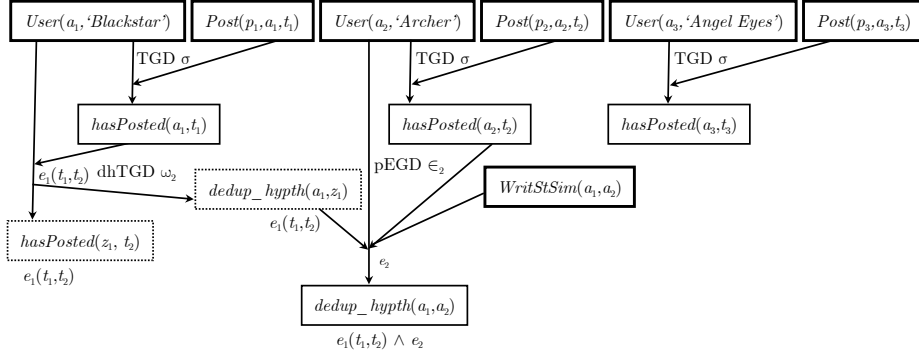 User(a₁,‘Blackstar’) Post(p₁,a₁,t₁) User(a₂,‘Archer’) Post(p₂,a₂,t₂) User(a₃,‘Angel Eyes’) Post(p₃,a₃,t₃)
TGD σ TGD σ TGD σ
hasPosted(a₁,t₁) hasPosted(a₂,t₂) hasPosted(a₃,t₃)
e₁(t₁,t₂) dhTGD ω₂ pEGD ∈₂
dedup_hypth(a₁,z₁) WritStSim(a₁,a₂)
e₁(t₁,t₂)
hasPosted(z₁, t₂)
e₁(t₁,t₂) e₂
dedup_hypth(a₁,a₂)
e₁(t₁,t₂) ∧ e₂